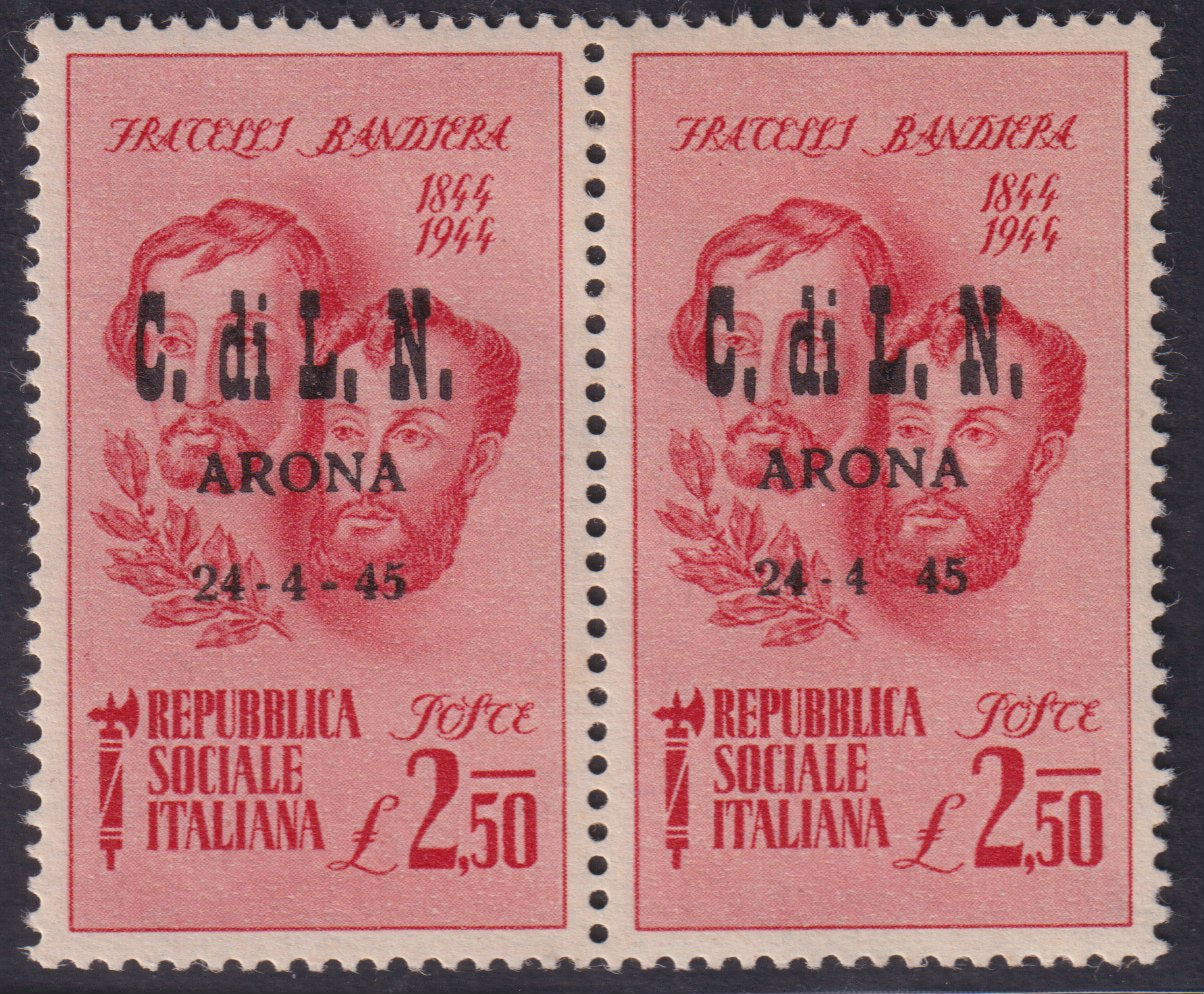 FRATELLI BANDIERA
1844
1944
C. di L. N.
ARONA
24-4-45
REPUBBLICA
SOCIALE
ITALIANA
POSTE
£2,50
FRATELLI BANDIERA
1844
1944
C. di L. N.
ARONA
24-4 45
REPUBBLICA
SOCIALE
ITALIANA
POSTE
£2,50